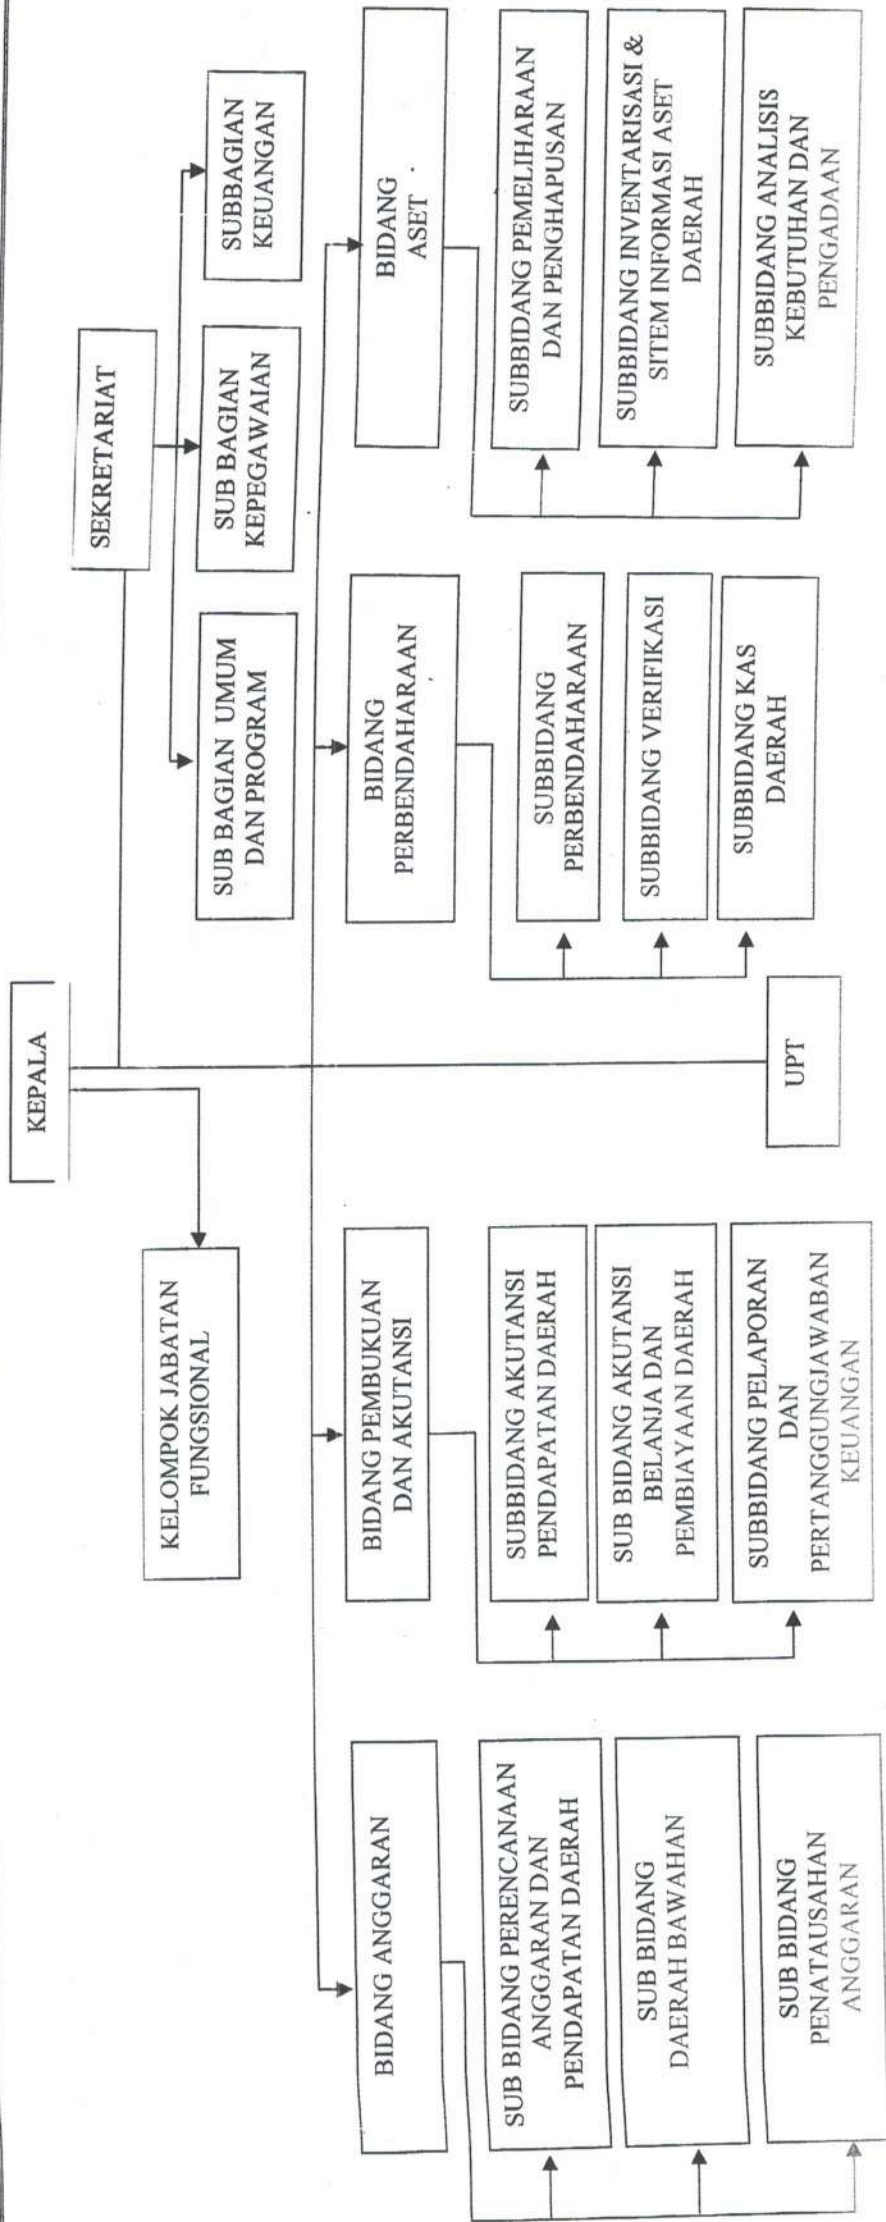 KEPALA
KELOMPOK JABATAN
FUNGSIONAL
SEKRETARIAT
SUB BAGIAN UMUM
DAN PROGRAM
SUB BAGIAN
KEPEGAWAIAN
SUBBAGIAN
KEUANGAN
BIDANG ANGGARAN
SUB BIDANG PERENCANAAN
ANGGARAN DAN
PENDAPATAN DAERAH
SUB BIDANG
DAERAH BAWAHAN
SUB BIDANG
PENATAUSAHAN
ANGGARAN
BIDANG PEMBUKUAN
DAN AKUTANSI
SUBBIDANG AKUTANSI
PENDAPATAN DAERAH
SUB BIDANG AKUTANSI
BELANJA DAN
PEMBIAYAAN DAERAH
SUBBIDANG PELAPORAN
DAN
PERTANGGUNGJAWABAN
KEUANGAN
BIDANG
PERBENDAHARAAN
SUBBIDANG
PERBENDAHARAAN
SUBBIDANG VERIFIKASI
SUBBIDANG KAS
DAERAH
BIDANG
ASET
SUBBIDANG PEMELIHARAAN
DAN PENGHAPUSAN
SUBBIDANG INVENTARISASI &
SITEM INFORMASI ASET
DAERAH
SUBBIDANG ANALISIS
KEBUTUHAN DAN
PENGADAAN
UPT